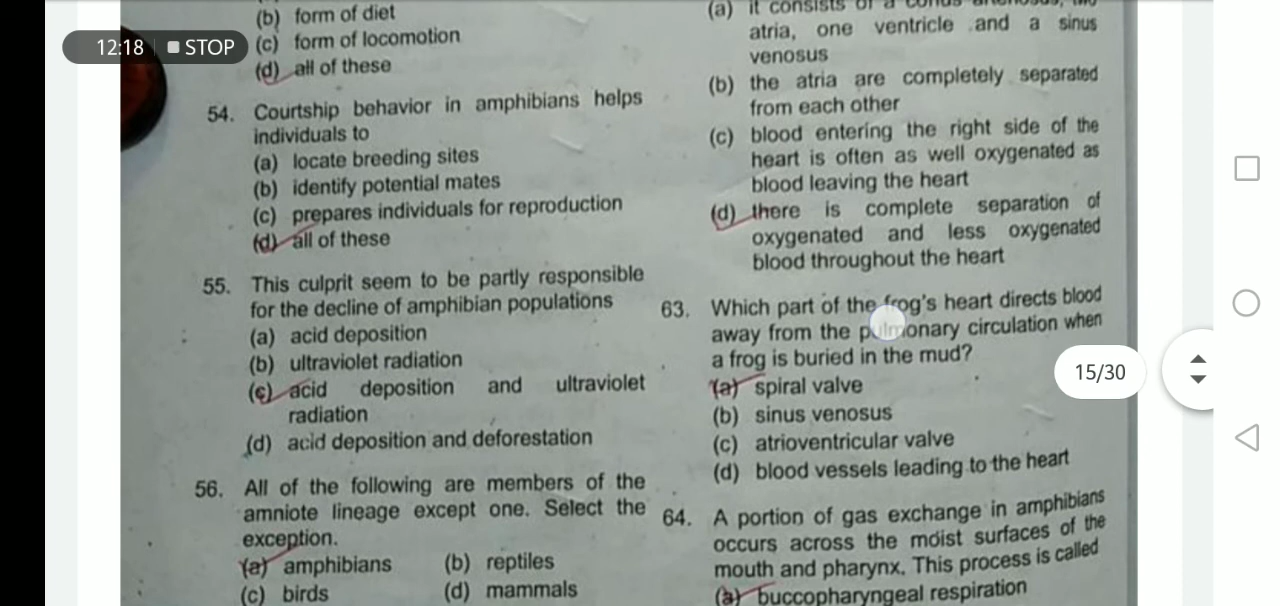 12:18 STOP
(b) form of diet
(c) form of locomotion
(d) all of these
54. Courtship behavior in amphibians helps
individuals to
(a) locate breeding sites
(b) identify potential mates
(c) prepares individuals for reproduction
(d) all of these
55. This culprit seem to be partly responsible
for the decline of amphibian populations
(a) acid deposition
(b) ultraviolet radiation
(c) acid deposition and ultraviolet
radiation
(d) acid deposition and deforestation
56. All of the following are members of the
amniote lineage except one. Select the
exception.
(a) amphibians (b) reptiles
(c) birds (d) mammals
(a) it consists of a
atria, one ventricle and a sinus
venosus
(b) the atria are completely separated
from each other
(c) blood entering the right side of the
heart is often as well oxygenated as
blood leaving the heart
(d) there is complete separation of
oxygenated and less oxygenated
blood throughout the heart
63. Which part of the frog's heart directs blood
away from the pulmonary circulation when
a frog is buried in the mud?
(a) spiral valve
(b) sinus venosus
(c) atrioventricular valve
(d) blood vessels leading to the heart
64. A portion of gas exchange in amphibians
occurs across the moist surfaces of the
mouth and pharynx. This process is called
(a) buccopharyngeal respiration
15/30